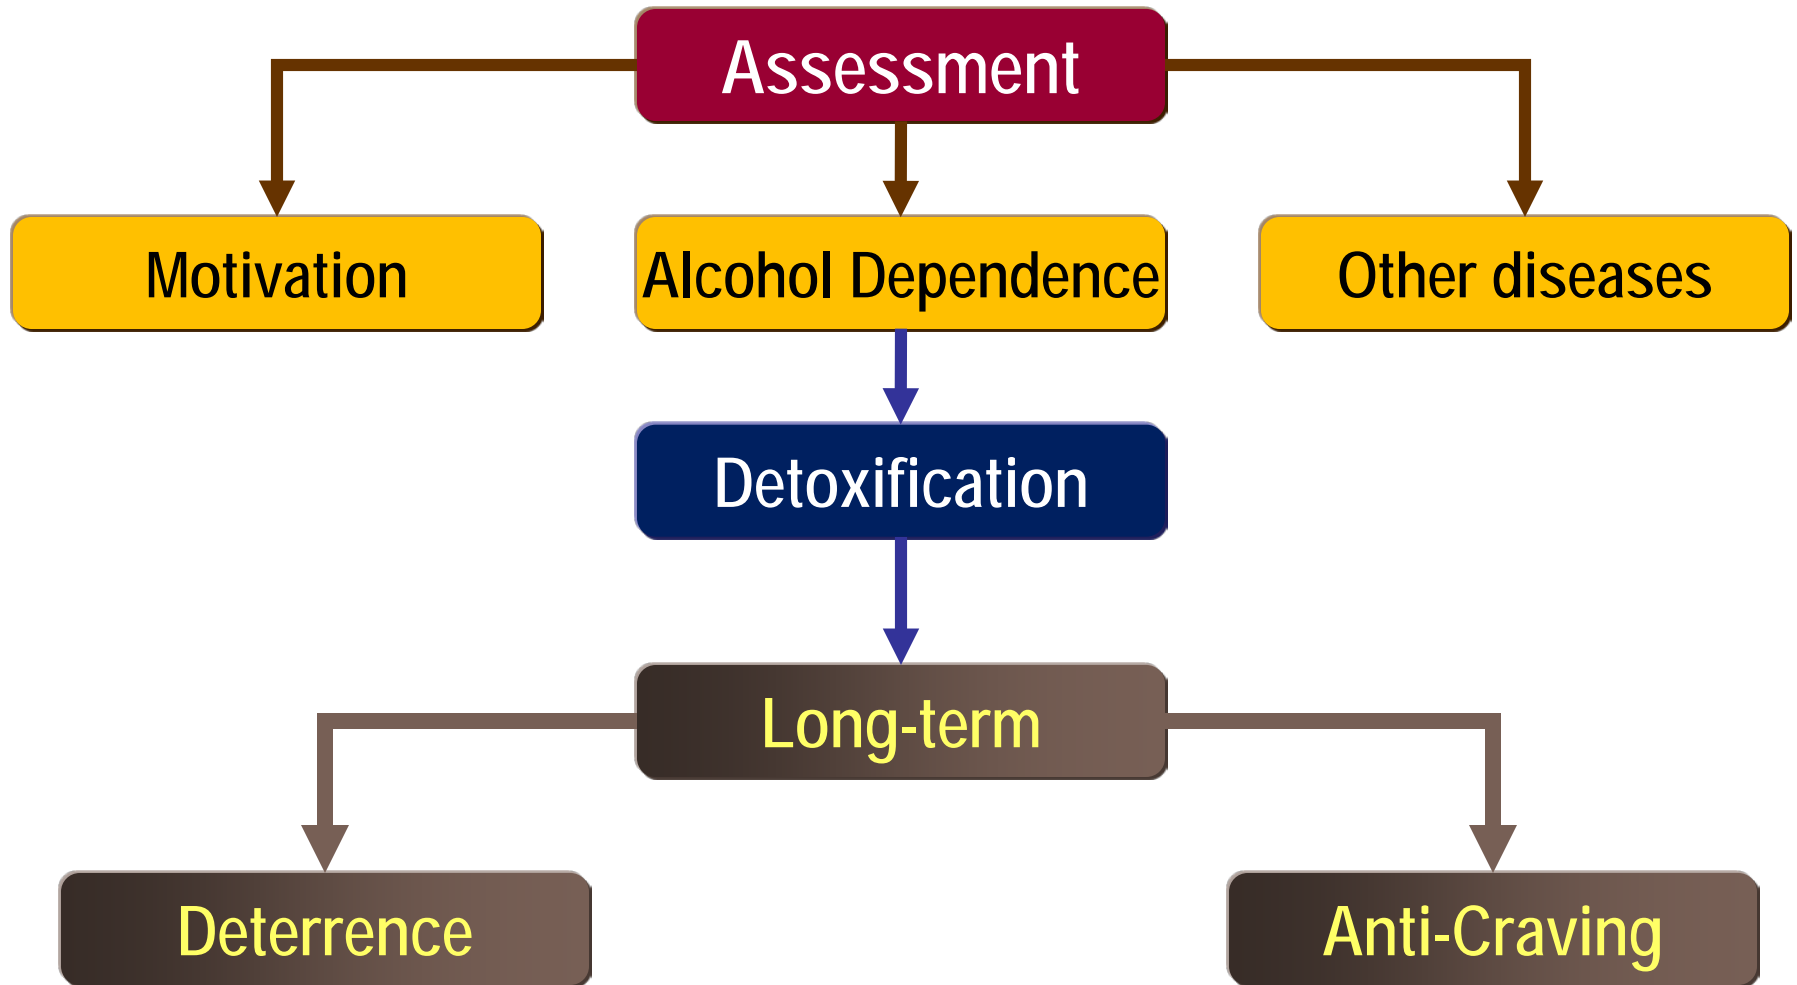 Assessment
Motivation
Alcohol Dependence
Other diseases
Detoxification
Long-term
Deterrence
Anti-Craving